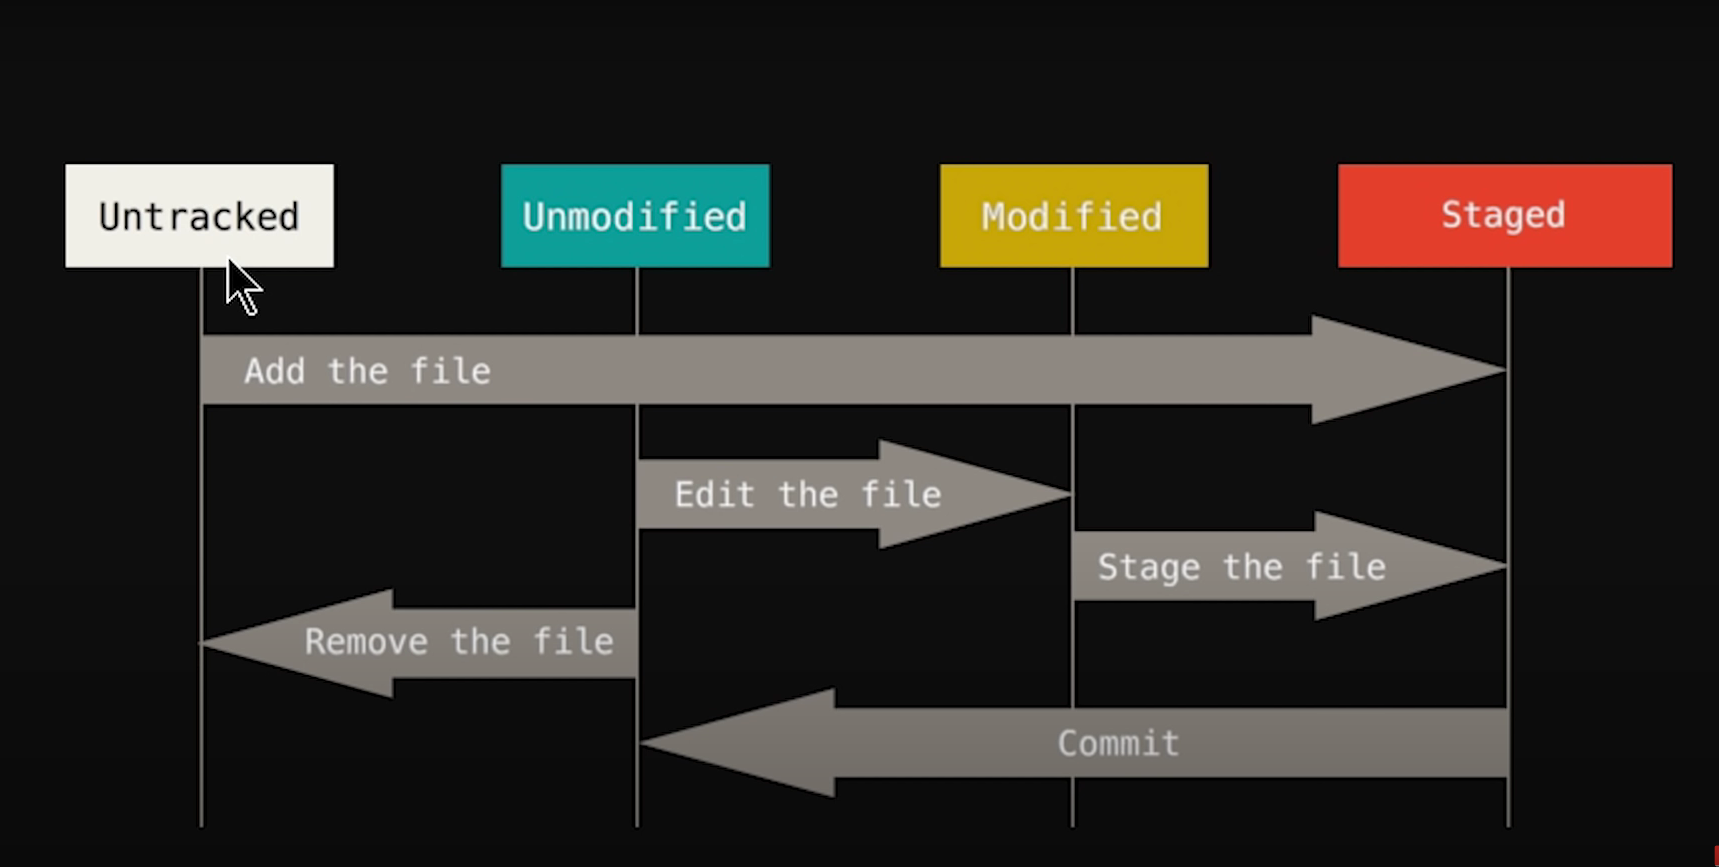 Untracked
Unmodified
Modified
Staged
Add the file
Edit the file
Stage the file
Remove the file
Commit